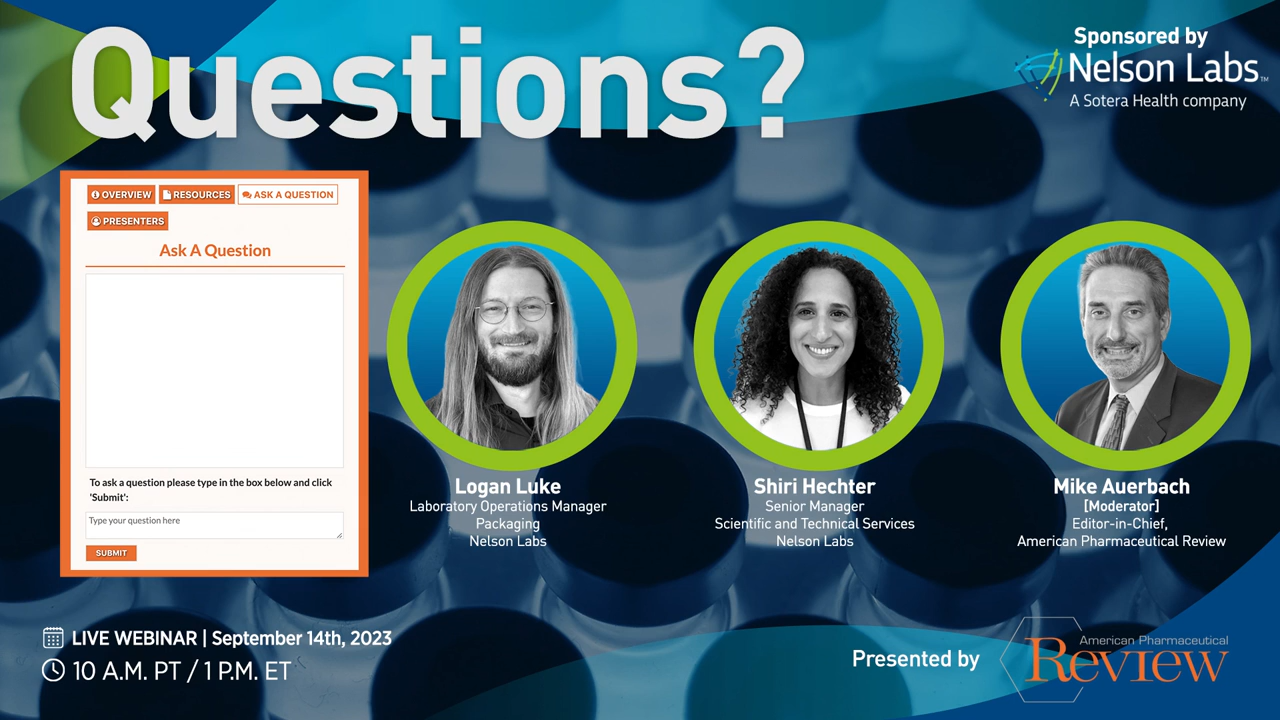 Questions?
Sponsored by
Nelson Labs™
A Sotera Health company
OVERVIEW
RESOURCES
ASK A QUESTION
PRESENTERS
Ask A Question
To ask a question please type in the box below and click
'Submit':
Type your question here
SUBMIT
Logan Luke
Laboratory Operations Manager
Packaging
Nelson Labs
Shiri Hechter
Senior Manager
Scientific and Technical Services
Nelson Labs
Mike Auerbach
[Moderator]
Editor-in-Chief,
American Pharmaceutical Review
LIVE WEBINAR | September 14th, 2023
10 A.M. PT / 1 P.M. ET
Presented by
American Pharmaceutical
Review